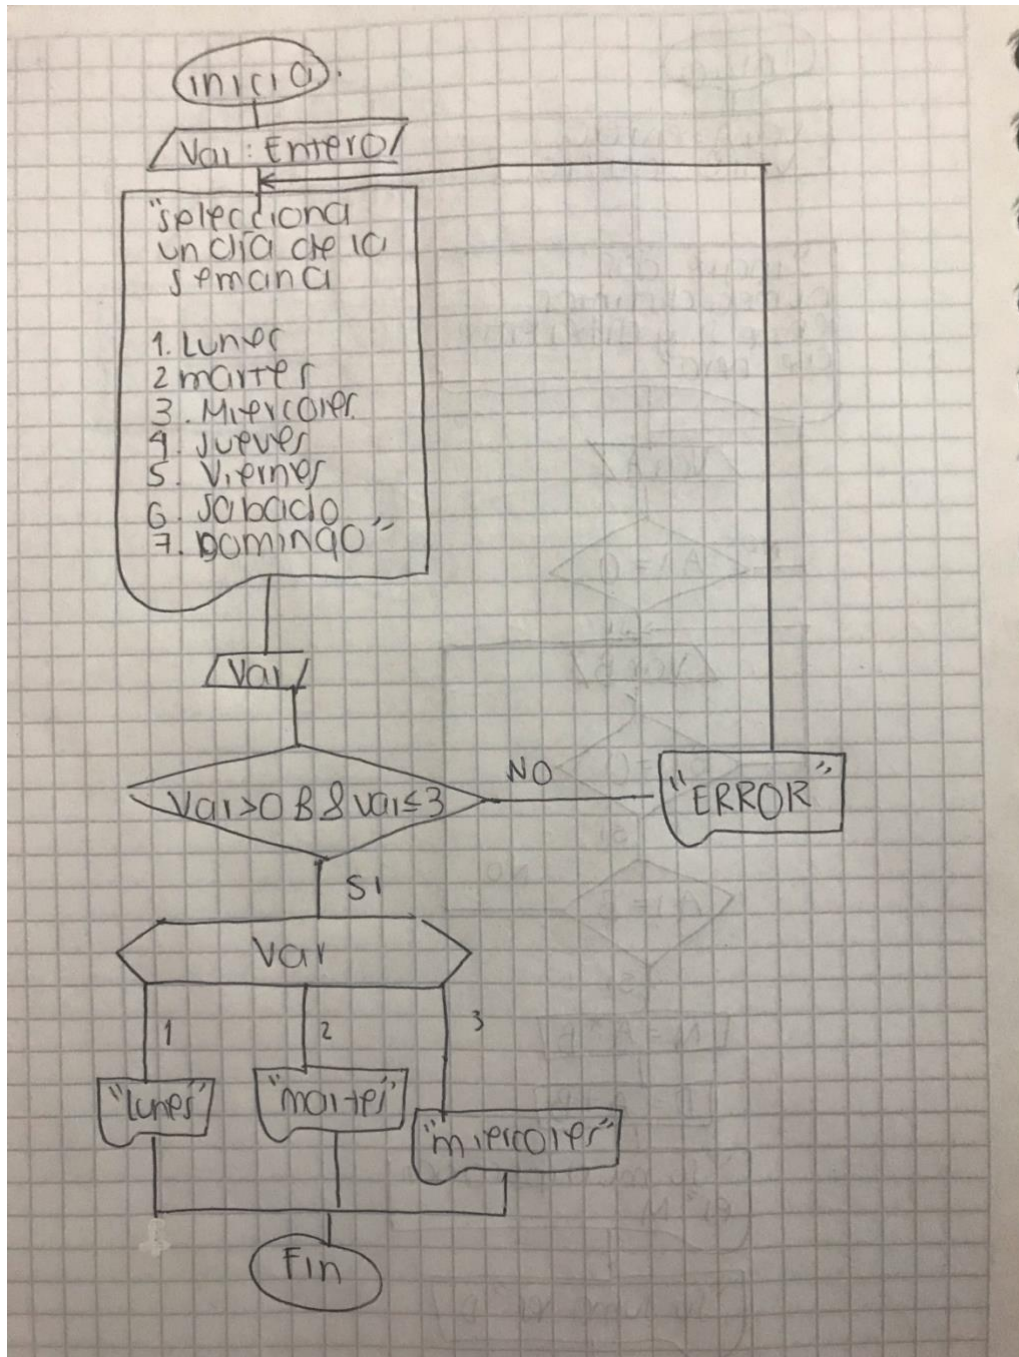 inicia.
Var: Entero
"selecciona
un día de la
semana
1. Lunes
2 martes
3. Miercoles
4. Jueves
5. Viernes
6. Sabado
7. Domingo"
Var
Var>0 && var≤3
NO
"ERROR"
SI
Var
1
2
3
"lunes"
"martes"
"miercoles"
Fin